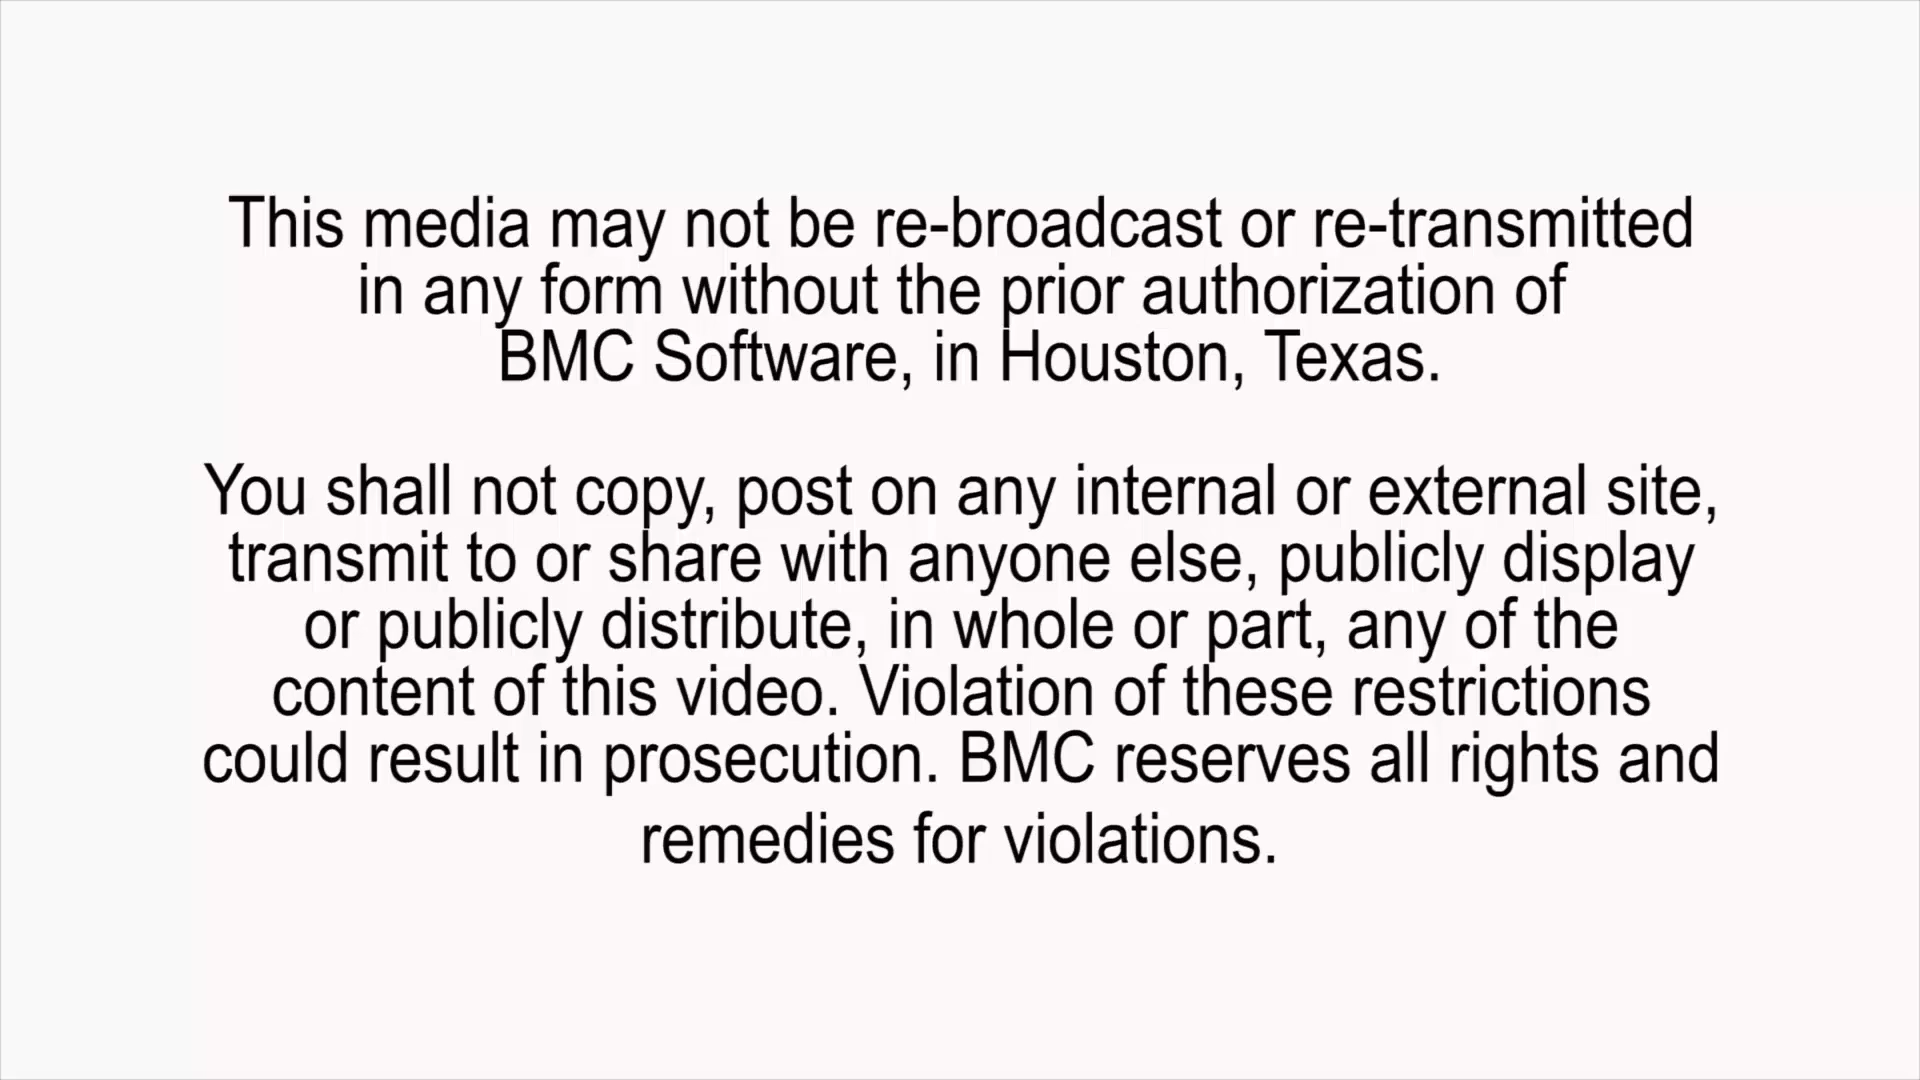 This media may not be re-broadcast or re-transmitted
in any form without the prior authorization of
BMC Software, in Houston, Texas.
You shall not copy, post on any internal or external site,
transmit to or share with anyone else, publicly display
or publicly distribute, in whole or part, any of the
content of this video. Violation of these restrictions
could result in prosecution. BMC reserves all rights and
remedies for violations.